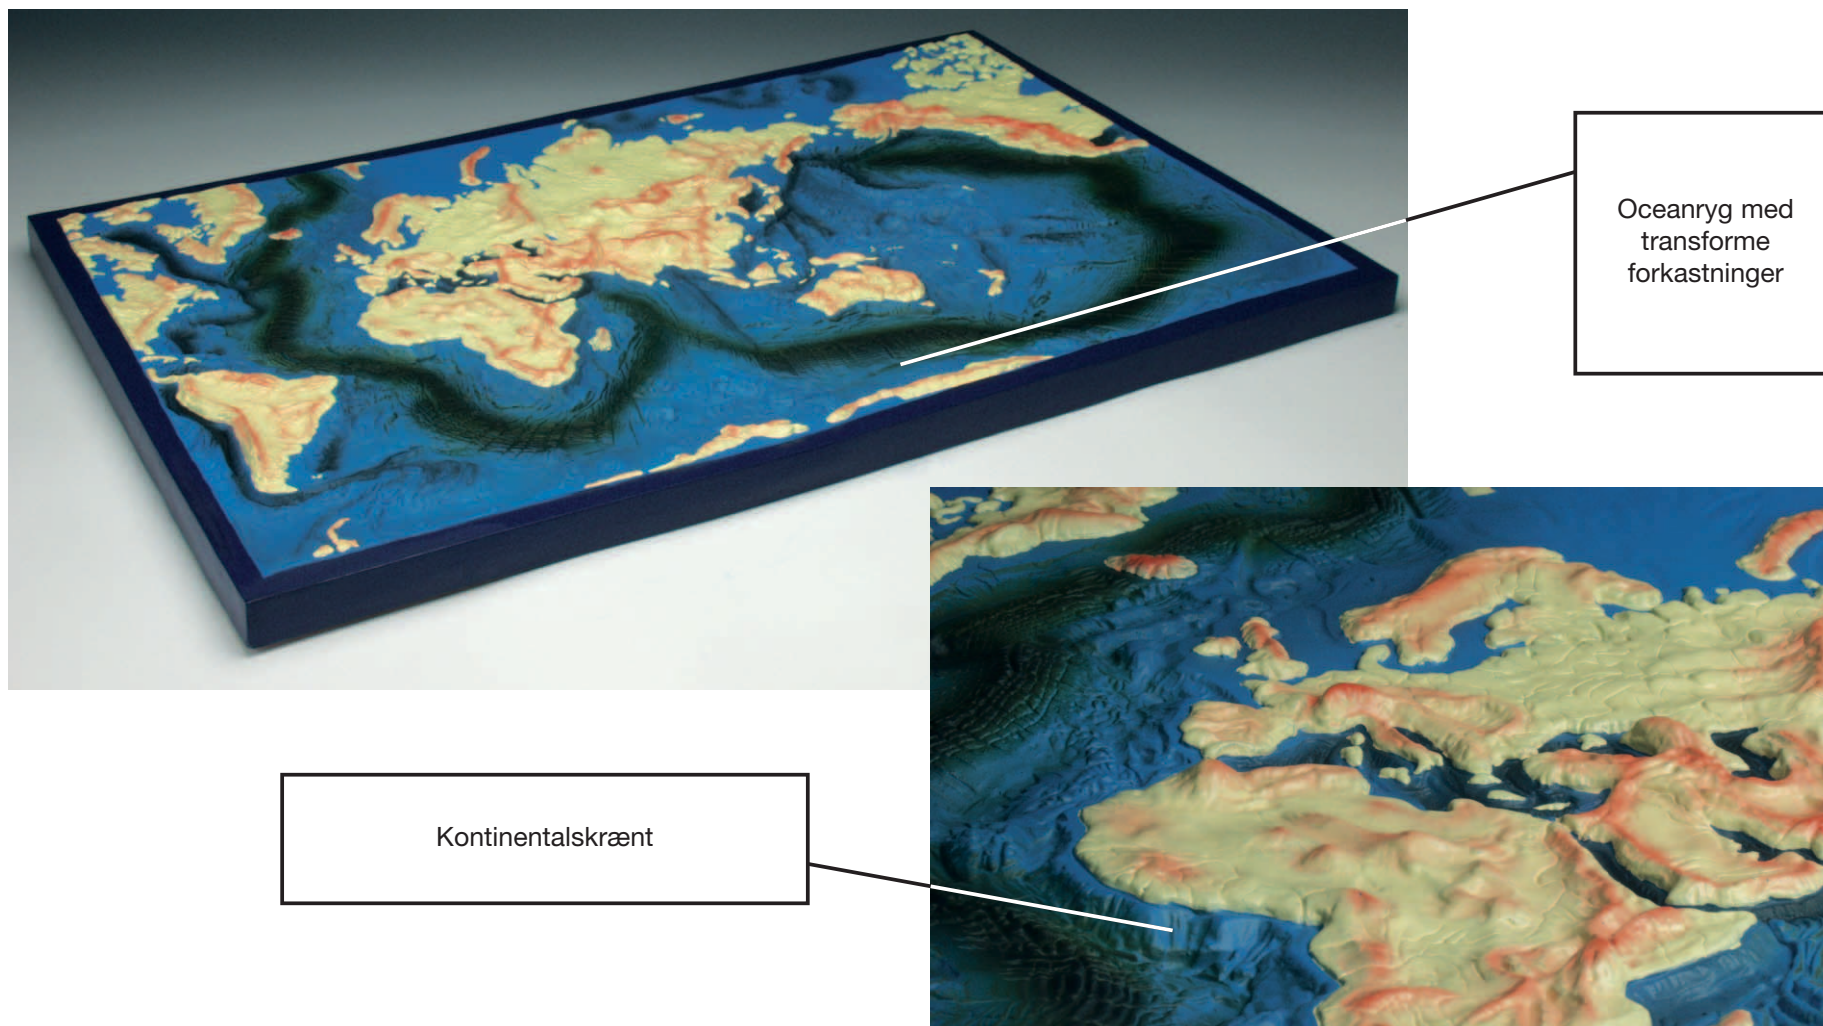 Oceanryg med
transforme
forkastninger
Kontinentalskrænt